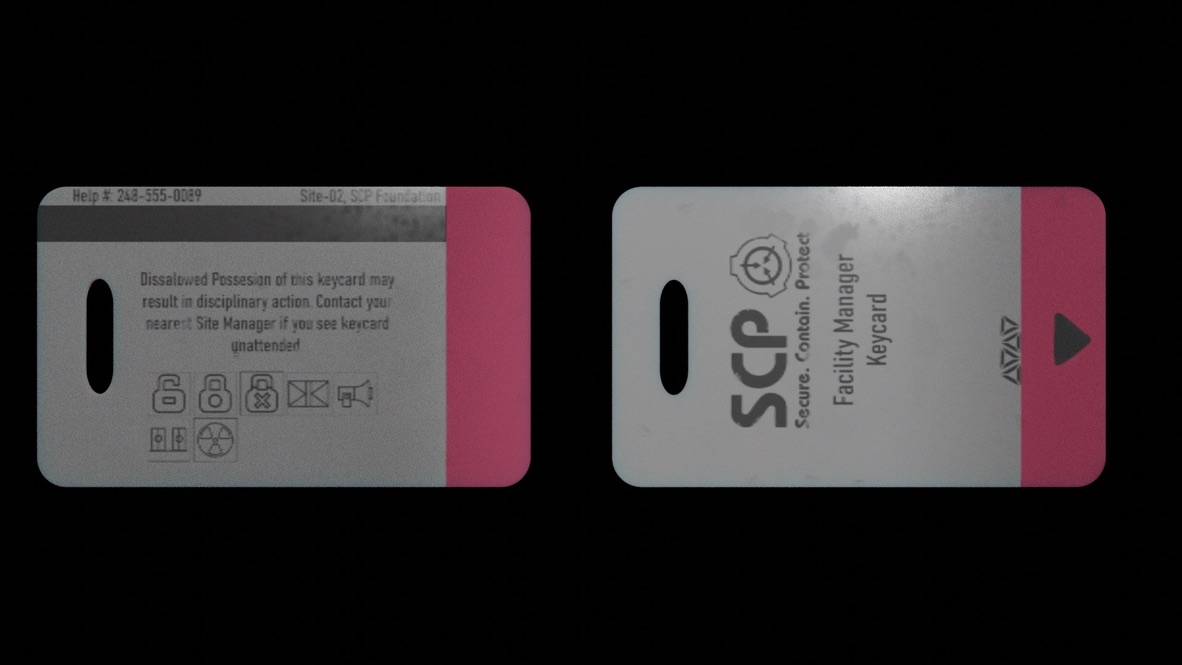 Help #: 248-555-0089
Site-02, SCP Foundation
Dissalowed Possesion of this keycard may
result in disciplinary action. Contact your
nearest Site Manager if you see keycard
unattended
SCP
Secure. Contain. Protect
Facility Manager
Keycard